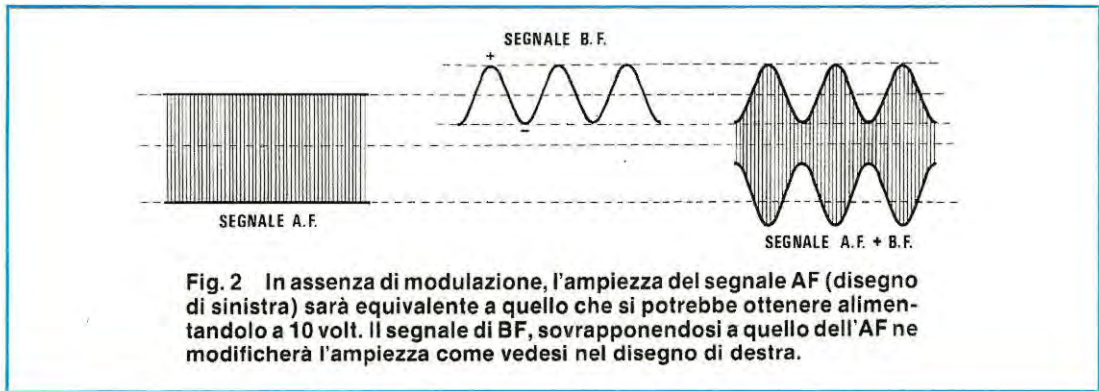 SEGNALE B.F.
+
−
SEGNALE A.F.
SEGNALE A.F. + B.F.
Fig. 2 In assenza di modulazione, l'ampiezza del segnale AF (disegno
di sinistra) sarà equivalente a quello che si potrebbe ottenere alimen-
tandolo a 10 volt. Il segnale di BF, sovrapponendosi a quello dell'AF ne
modificherà l'ampiezza come vedesi nel disegno di destra.